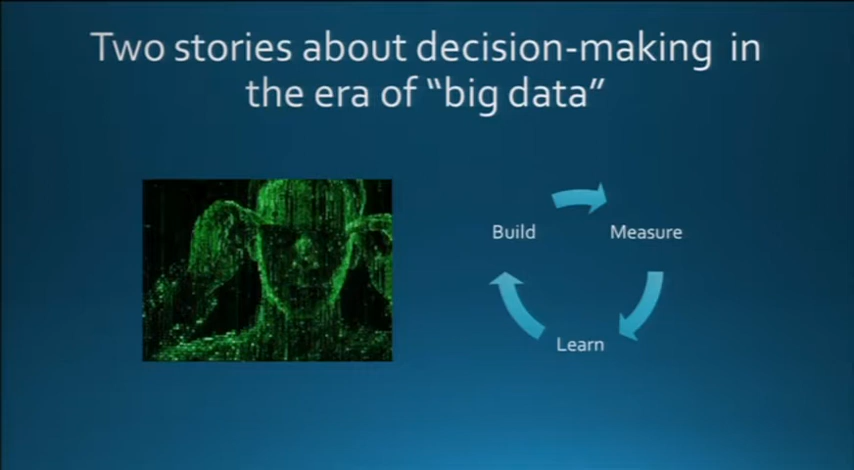 Two stories about decision-making in
the era of “big data”
Build
Measure
Learn